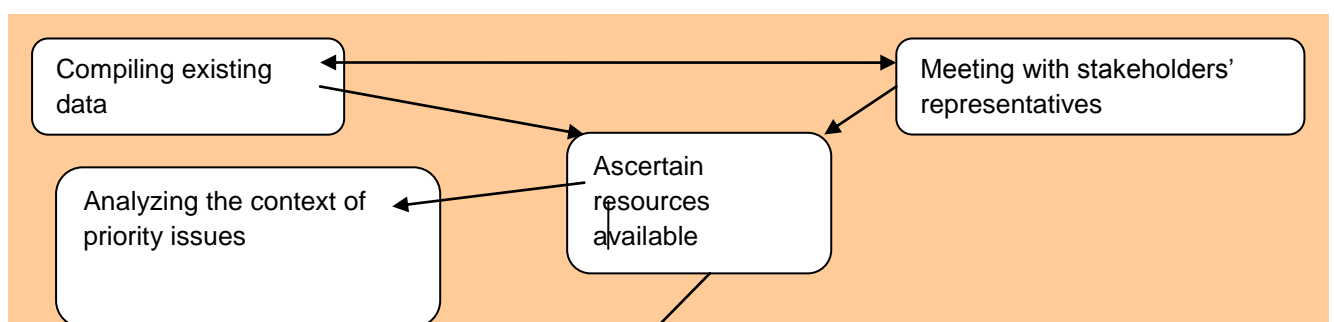 Compiling existing
data
Meeting with stakeholders’
representatives
Ascertain
resources
available
Analyzing the context of
priority issues